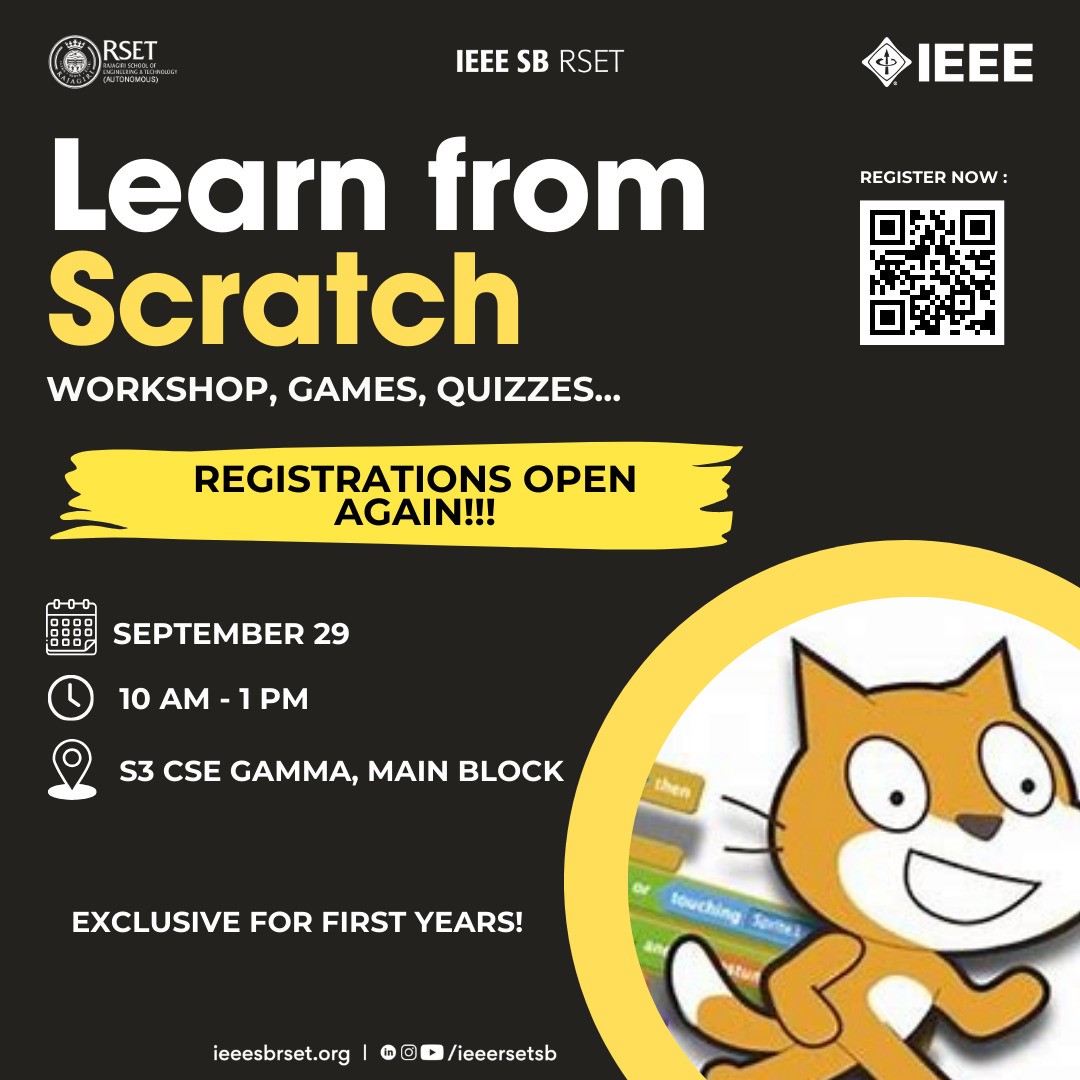 RSET
RAJAGIRI SCHOOL OF
ENGINEERING & TECHNOLOGY
(AUTONOMOUS)
IEEE SB RSET
IEEE
Learn from
Scratch
REGISTER NOW :
WORKSHOP, GAMES, QUIZZES...
REGISTRATIONS OPEN
AGAIN!!!
SEPTEMBER 29
10 AM - 1 PM
S3 CSE GAMMA, MAIN BLOCK
then
or touching Sprite1
EXCLUSIVE FOR FIRST YEARS!
ieeesbrset.org | in /ieeersetsb